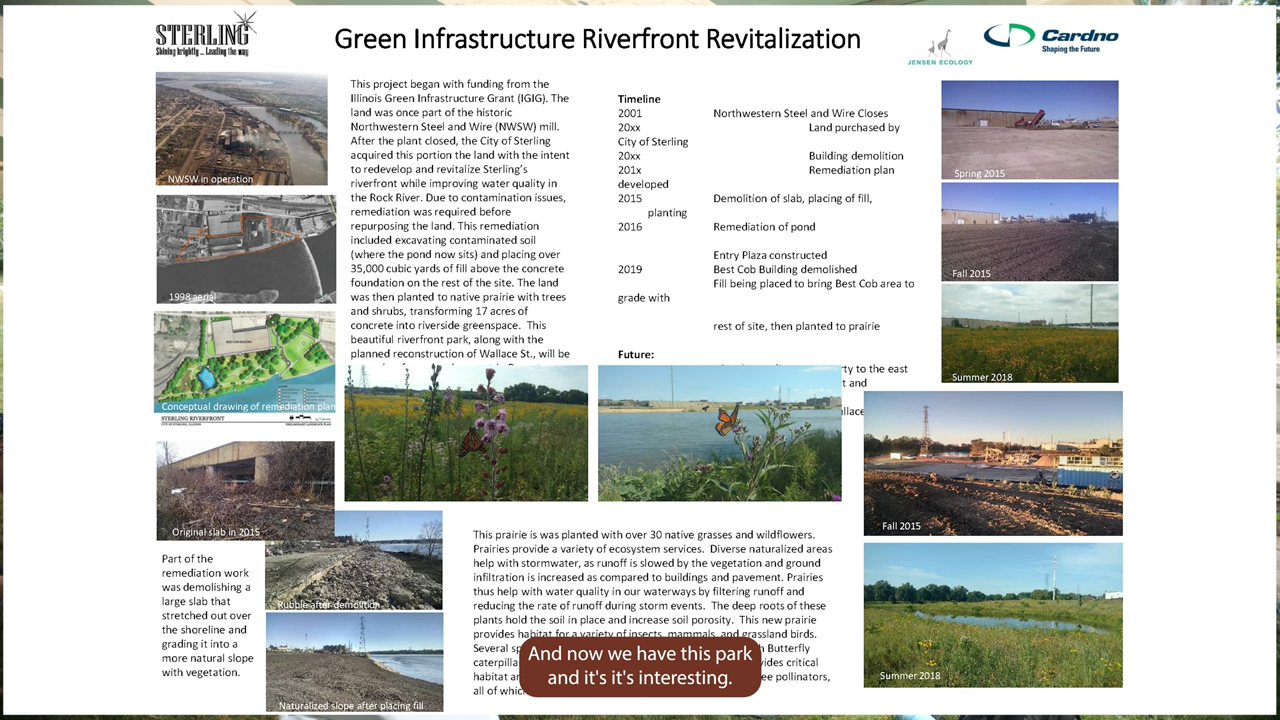 STERLING
Shining brightly ... Leading the way
Green Infrastructure Riverfront Revitalization
JENSEN ECOLOGY
Cardno
Shaping the Future
NWSW in operation
1998 aerial
Conceptual drawing of remediation plan
STERLING RIVERFRONT
CITY OF STERLING, ILLINOIS
PRELIMINARY LANDSCAPE PLAN
Original slab in 2015
Part of the
remediation work
was demolishing a
large slab that
stretched out over
the shoreline and
grading it into a
more natural slope
with vegetation.
Rubble after demolition
Naturalized slope after placing fill
This project began with funding from the
Illinois Green Infrastructure Grant (IGIG). The
land was once part of the historic
Northwestern Steel and Wire (NWSW) mill.
After the plant closed, the City of Sterling
acquired this portion the land with the intent
to redevelop and revitalize Sterling's
riverfront while improving water quality in
the Rock River. Due to contamination issues,
remediation was required before
repurposing the land. This remediation
included excavating contaminated soil
(where the pond now sits) and placing over
35,000 cubic yards of fill above the concrete
foundation on the rest of the site. The land
was then planted to native prairie with trees
and shrubs, transforming 17 acres of
concrete into riverside greenspace. This
beautiful riverfront park, along with the
planned reconstruction of Wallace St., will be
Timeline
2001 Northwestern Steel and Wire Closes
20xx Land purchased by
City of Sterling
20xx Building demolition
201x Remediation plan
developed
2015 Demolition of slab, placing of fill,
planting
2016 Remediation of pond
Entry Plaza constructed
2019 Best Cob Building demolished
Fill being placed to bring Best Cob area to
grade with
rest of site, then planted to prairie
Future:
rty to the east
t and
allace
This prairie is was planted with over 30 native grasses and wildflowers.
Prairies provide a variety of ecosystem services. Diverse naturalized areas
help with stormwater, as runoff is slowed by the vegetation and ground
infiltration is increased as compared to buildings and pavement. Prairies
thus help with water quality in our waterways by filtering runoff and
reducing the rate of runoff during storm events. The deep roots of these
plants hold the soil in place and increase soil porosity. This new prairie
provides habitat for a variety of insects, mammals, and grassland birds.
Several sp h Butterfly
caterpilla vides critical
habitat ar ee pollinators,
all of whic
And now we have this park
and it's it's interesting.
Spring 2015
Fall 2015
Summer 2018
Fall 2015
Summer 2018